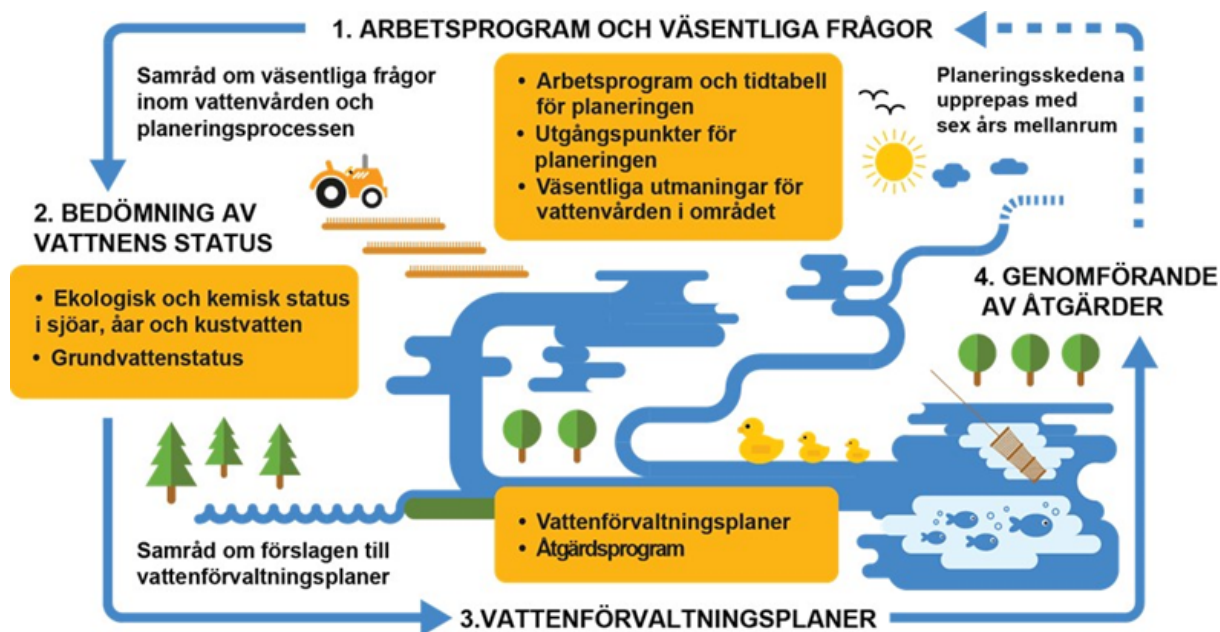 1. ARBETSPROGRAM OCH VÄSENTLIGA FRÅGOR
Samråd om väsentliga frågor
inom vattenvården och
planeringsprocessen
• Arbetsprogram och tidtabell
för planeringen
• Utgångspunkter för
planeringen
• Väsentliga utmaningar för
vattenvården i området
Planeringsskedena
upprepas med
sex års mellanrum
2. BEDÖMNING AV
VATTNENS STATUS
• Ekologisk och kemisk status
i sjöar, åar och kustvatten
• Grundvattenstatus
Samråd om förslagen till
vattenförvaltningsplaner
• Vattenförvaltningsplaner
• Åtgärdsprogram
3.VATTENFÖRVALTNINGSPLANER
4. GENOMFÖRANDE
AV ÅTGÄRDER